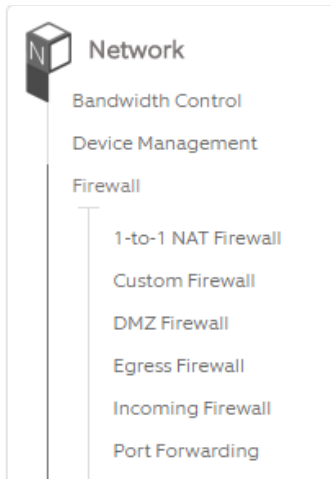 N
Network
Bandwidth Control
Device Management
Firewall
1-to-1 NAT Firewall
Custom Firewall
DMZ Firewall
Egress Firewall
Incoming Firewall
Port Forwarding